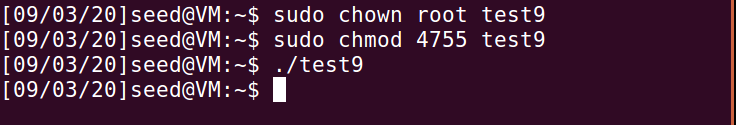 [09/03/20]seed@VM:~$ sudo chown root test9
[09/03/20]seed@VM:~$ sudo chmod 4755 test9
[09/03/20]seed@VM:~$ ./test9
[09/03/20]seed@VM:~$